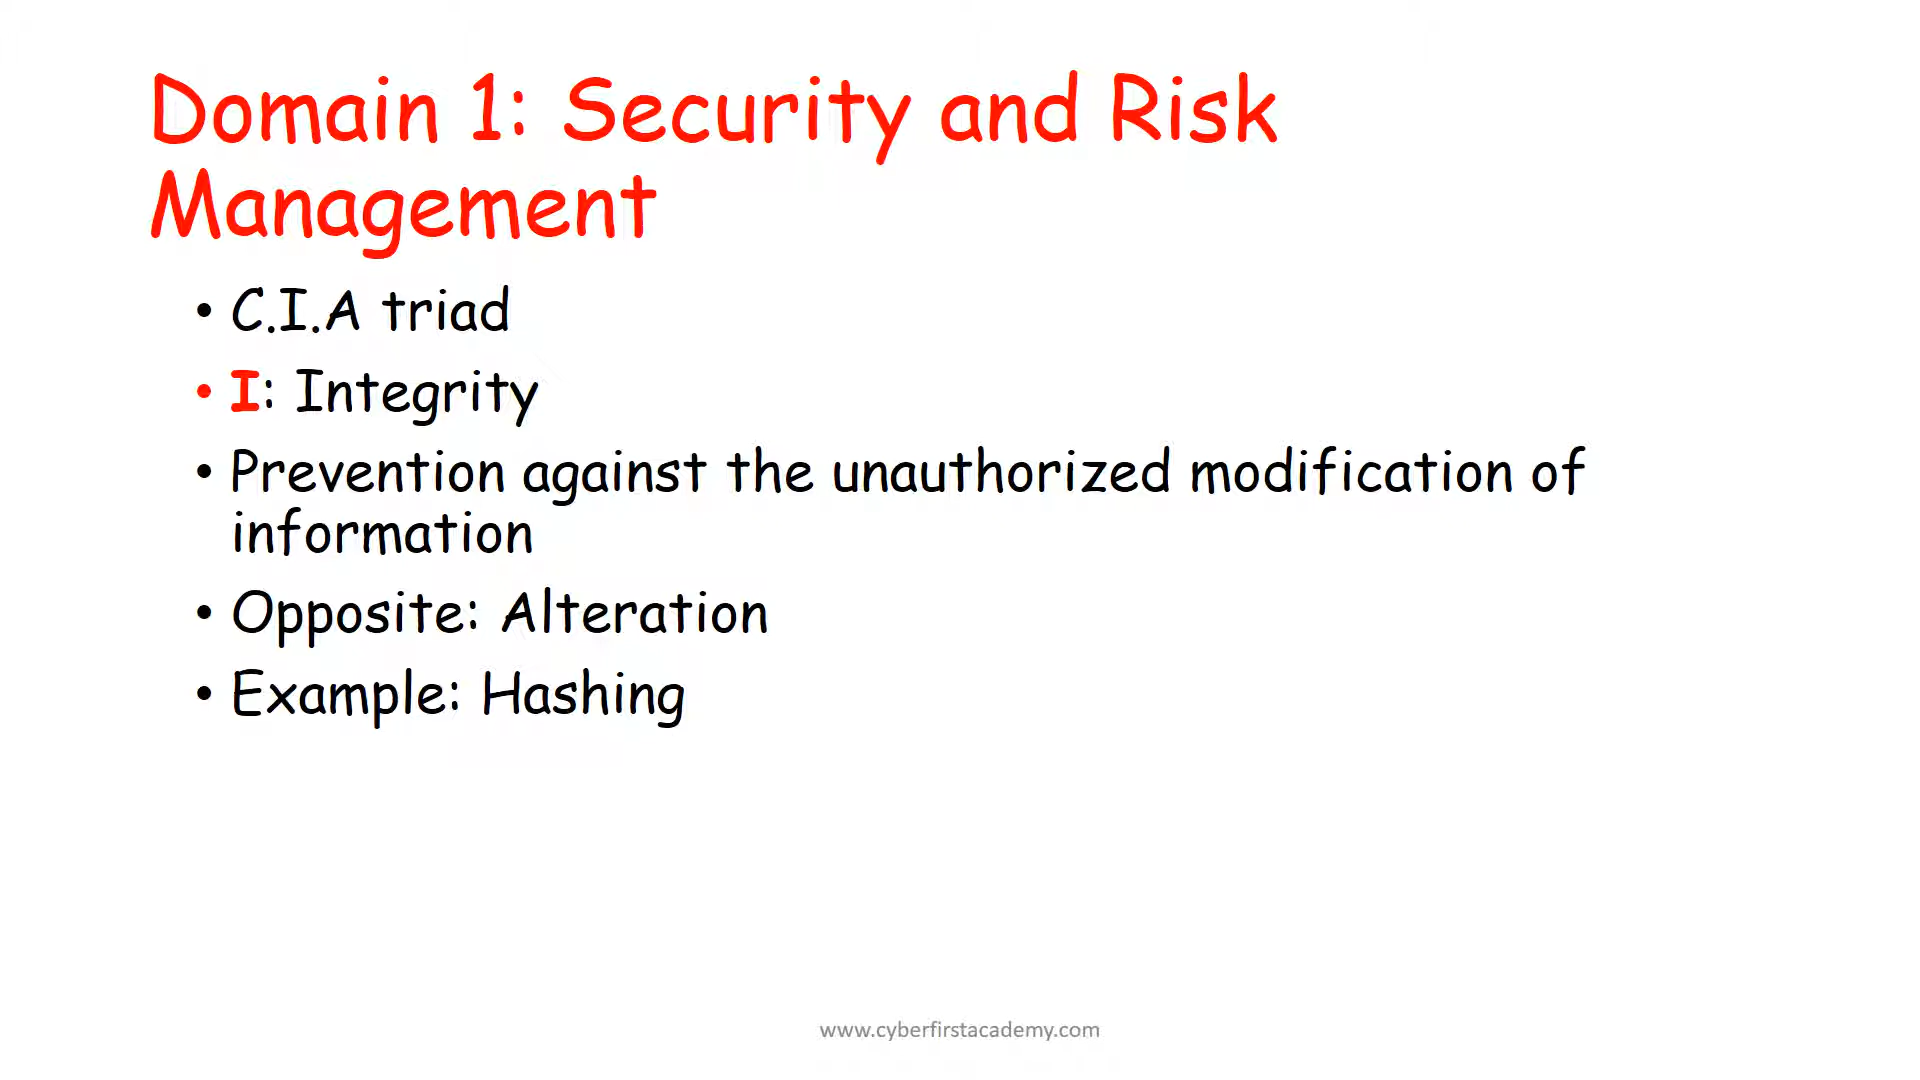 Domain 1: Security and Risk
Management
• C.I.A triad
• I: Integrity
• Prevention against the unauthorized modification of
information
• Opposite: Alteration
• Example: Hashing
www.cyberfirstacademy.com